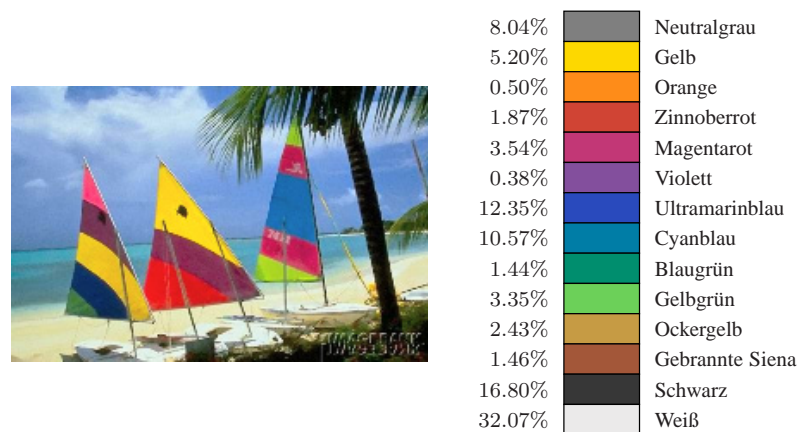 8.04% Neutralgrau
5.20% Gelb
0.50% Orange
1.87% Zinnoberrot
3.54% Magentarot
0.38% Violett
12.35% Ultramarinblau
10.57% Cyanblau
1.44% Blaugrün
3.35% Gelbgrün
2.43% Ockergelb
1.46% Gebrannte Siena
16.80% Schwarz
32.07% Weiß